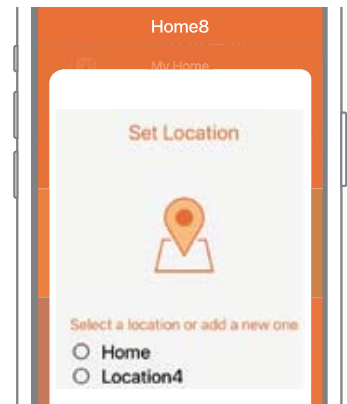 Home8
My Home
Set Location
Select a location or add a new one
Home
Location4